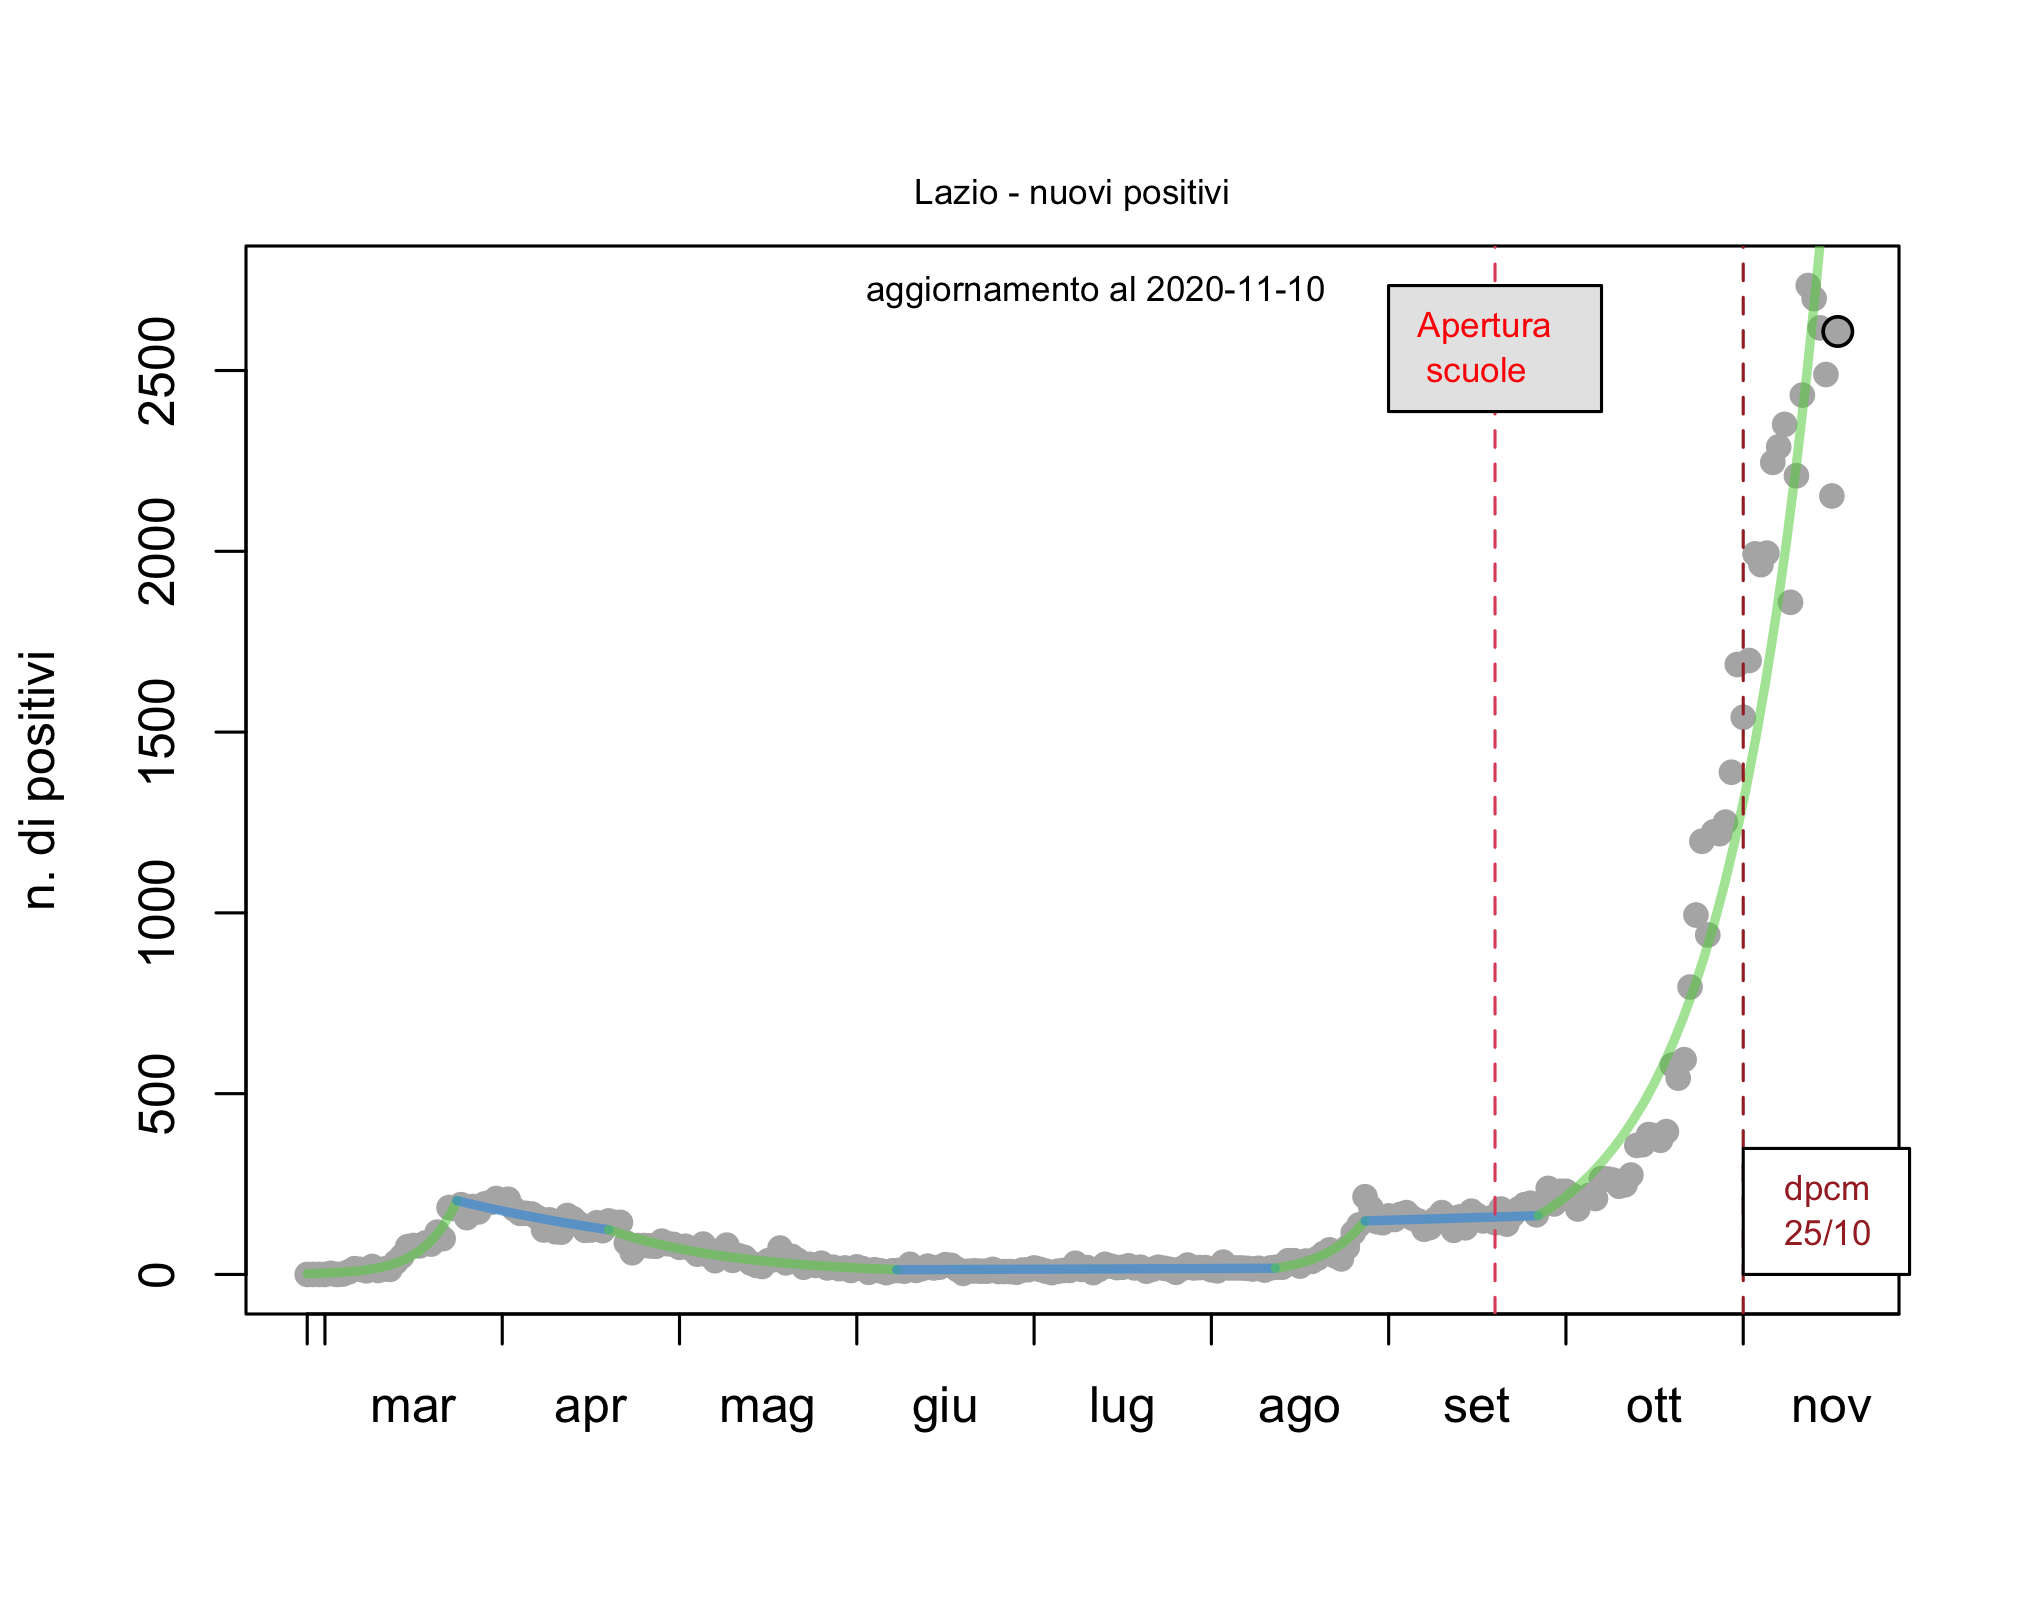 Lazio - nuovi positivi
aggiornamento al 2020-11-10
Apertura
scuole
n. di positivi
2500
2000
1500
1000
500
0
dpcm
25/10
mar apr mag giu lug ago set ott nov